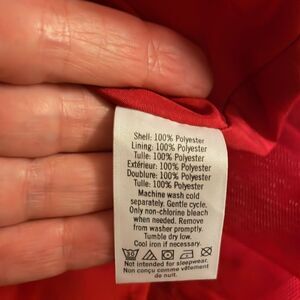 Shell: 100% Polyester
Lining: 100% Polyester
Tulle: 100% Polyester
Extérieur: 100% Polyester
Doublure: 100% Polyester
Tulle: 100% Polyester
Machine wash cold
separately. Gentle cycle.
Only non-chlorine bleach
when needed. Remove
from washer promptly.
Tumble dry low.
Cool iron if necessary.
Not intended for sleepwear.
Non conçu comme vêtement
de nuit.